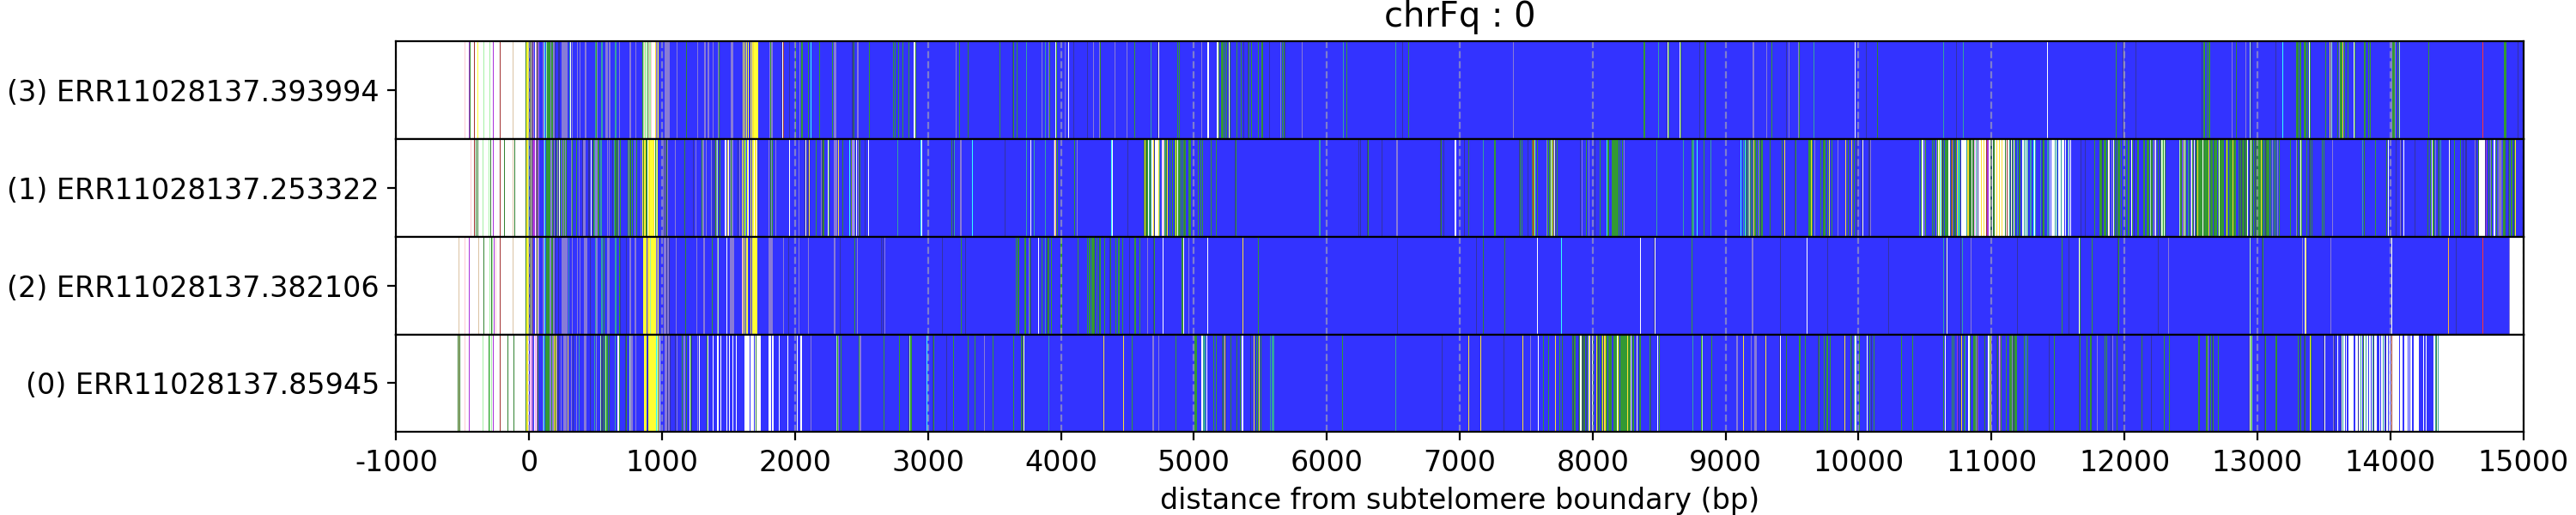 chrFq : 0
(3) ERR11028137.393994
(1) ERR11028137.253322
(2) ERR11028137.382106
(0) ERR11028137.85945
-1000 0 1000 2000 3000 4000 5000 6000 7000 8000 9000 10000 11000 12000 13000 14000 15000
distance from subtelomere boundary (bp)